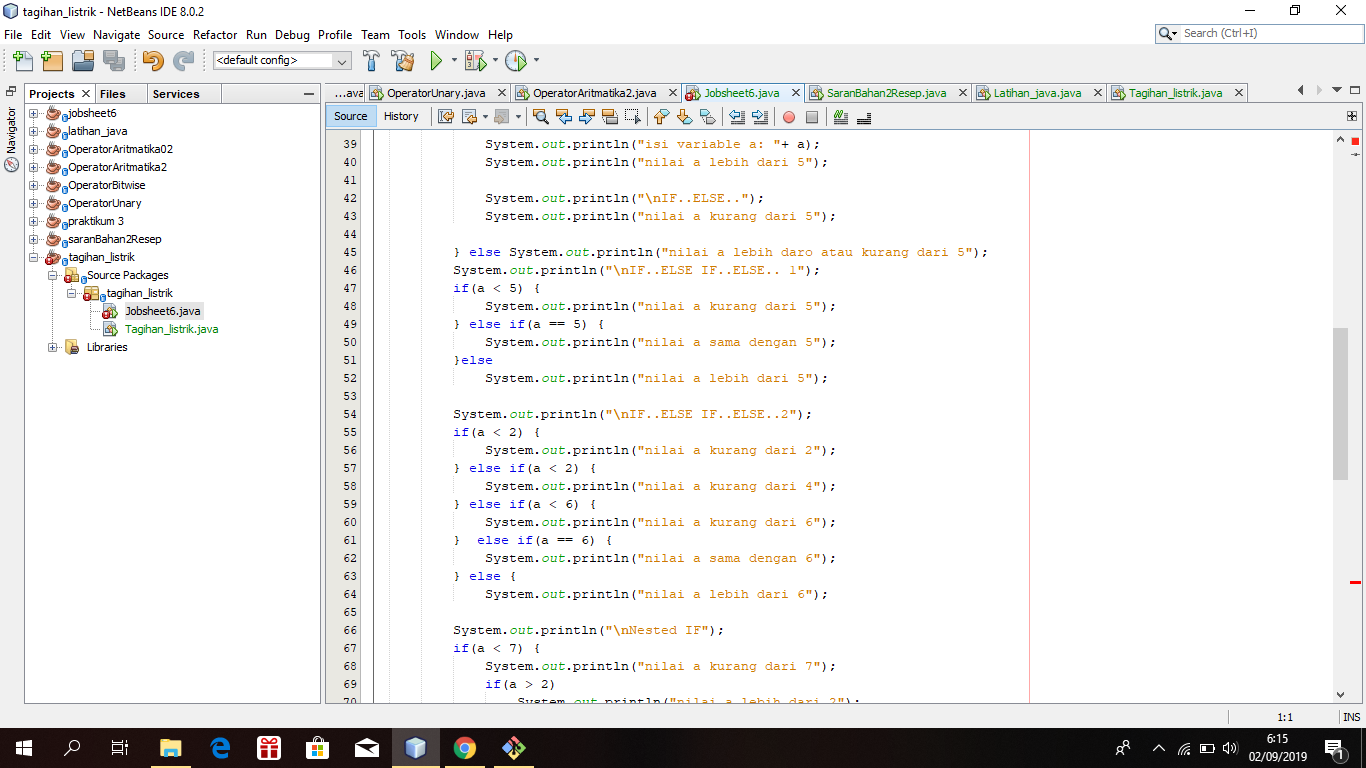 tagihan_listrik - NetBeans IDE 8.0.2
File Edit View Navigate Source Refactor Run Debug Profile Team Tools Window Help
Search (Ctrl+I)
<default config>
Projects Files Services
Navigator
jobsheet6
latihan_java
OperatorAritmatika02
OperatorAritmatika2
OperatorBitwise
OperatorUnary
praktikum 3
saranBahan2Resep
tagihan_listrik
Source Packages
tagihan_listrik
Jobsheet6.java
Tagihan_listrik.java
Libraries
...ava OperatorUnary.java OperatorAritmatika2.java Jobsheet6.java SaranBahan2Resep.java Latihan_java.java Tagihan_listrik.java
Source History
39 System.out.println("isi variable a: "+ a);
40 System.out.println("nilai a lebih dari 5");
41
42 System.out.println("\nIF..ELSE..");
43 System.out.println("nilai a kurang dari 5");
44
45 } else System.out.println("nilai a lebih daro atau kurang dari 5");
46 System.out.println("\nIF..ELSE IF..ELSE.. 1");
47 if(a < 5) {
48 System.out.println("nilai a kurang dari 5");
49 } else if(a == 5) {
50 System.out.println("nilai a sama dengan 5");
51 }else
52 System.out.println("nilai a lebih dari 5");
53
54 System.out.println("\nIF..ELSE IF..ELSE..2");
55 if(a < 2) {
56 System.out.println("nilai a kurang dari 2");
57 } else if(a < 2) {
58 System.out.println("nilai a kurang dari 4");
59 } else if(a < 6) {
60 System.out.println("nilai a kurang dari 6");
61 }  else if(a == 6) {
62 System.out.println("nilai a sama dengan 6");
63 } else {
64 System.out.println("nilai a lebih dari 6");
65
66 System.out.println("\nNested IF");
67 if(a < 7) {
68 System.out.println("nilai a kurang dari 7");
69 if(a > 2)
70 System.out.println("nilai a lebih dari 2");
1:1 INS
6:15
02/09/2019
1